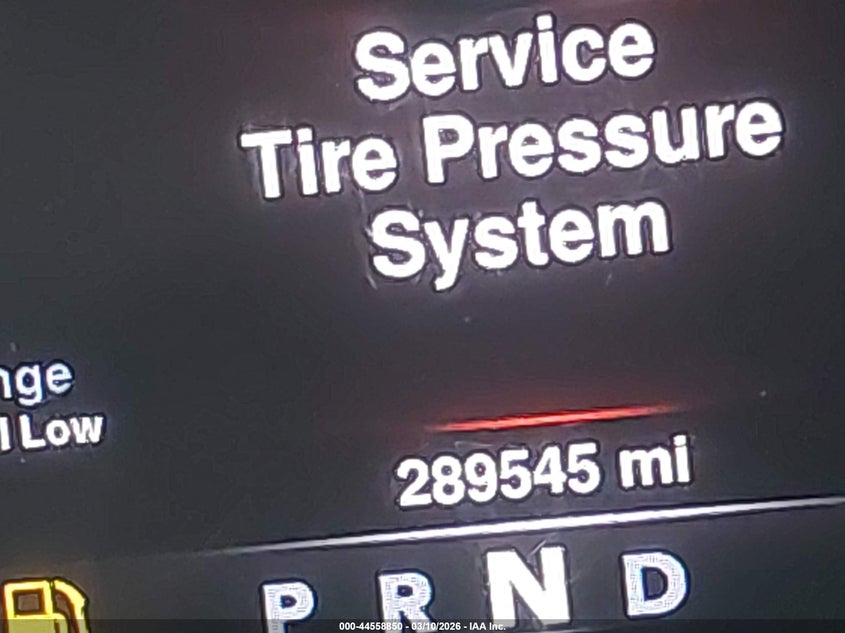 Service
Tire Pressure
System
nge
l Low
289545 mi
P R N D
000-44558850 - 03/10/2026 - IAA Inc.